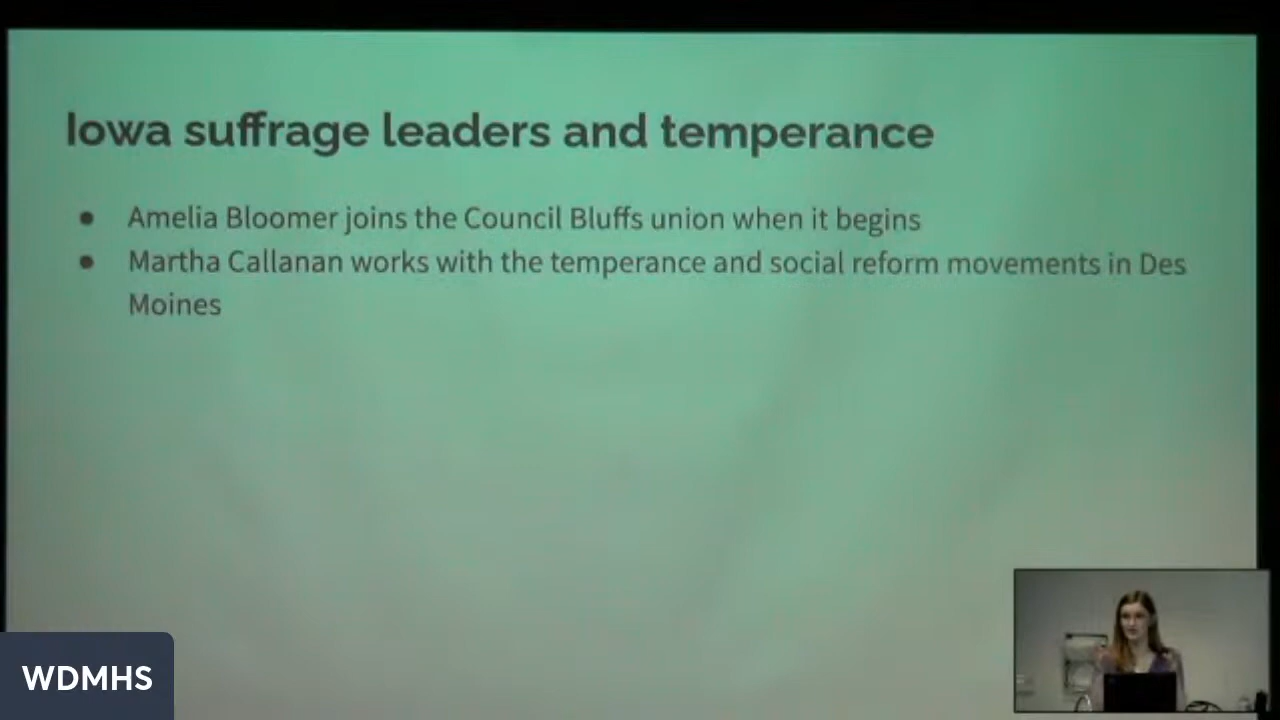 Iowa suffrage leaders and temperance
● Amelia Bloomer joins the Council Bluffs union when it begins
● Martha Callanan works with the temperance and social reform movements in Des
Moines
WDMHS